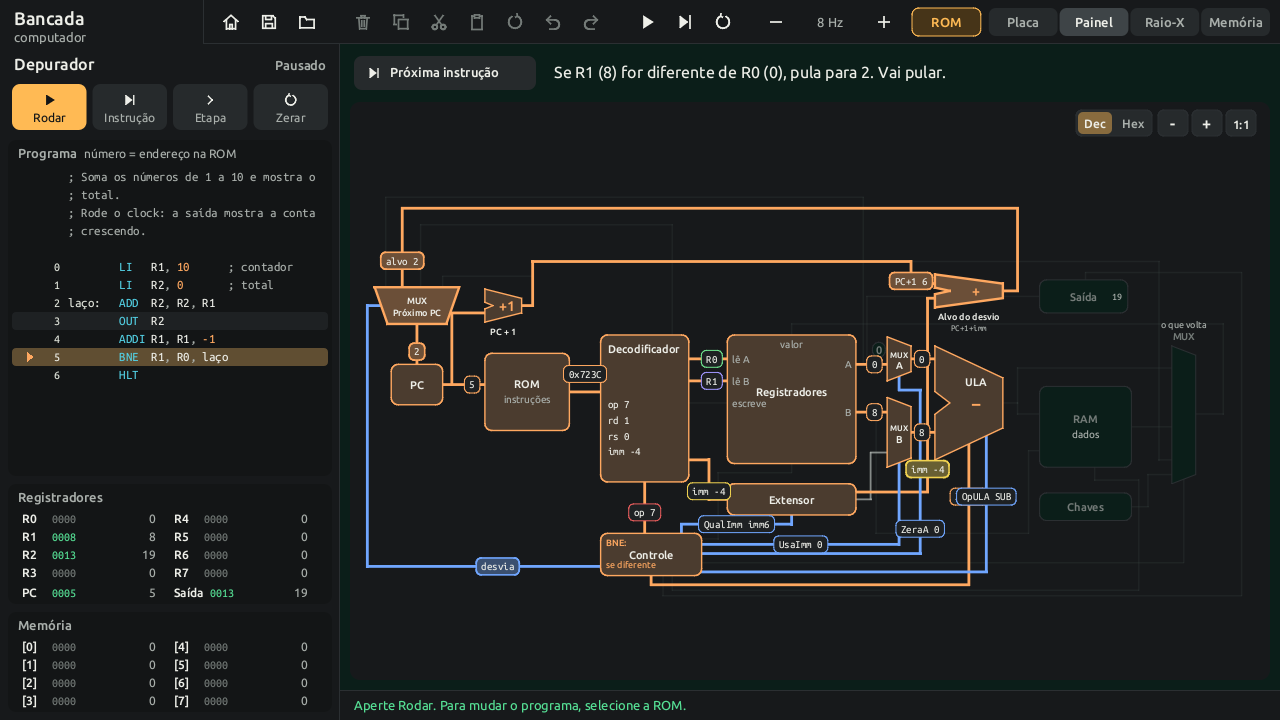 Bancada
computador
8 Hz
ROM
Placa
Painel
Raio-X
Memória
Depurador
Pausado
Rodar
Instrução
Etapa
Zerar
Próxima instrução
Se R1 (8) for diferente de R0 (0), pula para 2. Vai pular.
Dec
Hex
-
+
1:1
Programa número = endereço na ROM
; Soma os números de 1 a 10 e mostra o
; total.
; Rode o clock: a saída mostra a conta
; crescendo.
0 LI R1, 10 ; contador
1 LI R2, 0 ; total
2 laço: ADD R2, R2, R1
3 OUT R2
4 ADDI R1, R1, -1
5 BNE R1, R0, laço
6 HLT
Registradores
R0 0000 0 R4 0000 0
R1 0008 8 R5 0000 0
R2 0013 19 R6 0000 0
R3 0000 0 R7 0000 0
PC 0005 5 Saída 0013 19
Memória
[0] 0000 0 [4] 0000 0
[1] 0000 0 [5] 0000 0
[2] 0000 0 [6] 0000 0
[3] 0000 0 [7] 0000 0
alvo 2
MUX
Próximo PC
+1
PC + 1
2
PC
5
ROM
instruções
0x723C
Decodificador
op 7
rd 1
rs 0
imm -4
R0
R1
valor
lê A
lê B
escreve
Registradores
A
B
0
0
8
MUX
A
MUX
B
0
8
PC+1 6
+
Alvo do desvio
PC+1+imm
ULA
−
Saída 19
o que volta
MUX
RAM
dados
Chaves
imm -4
imm -4
Extensor
OpULA SUB
op 7
QualImm imm6
ZeraA 0
UsaImm 0
BNE:
Controle
se diferente
desvia
Aperte Rodar. Para mudar o programa, selecione a ROM.